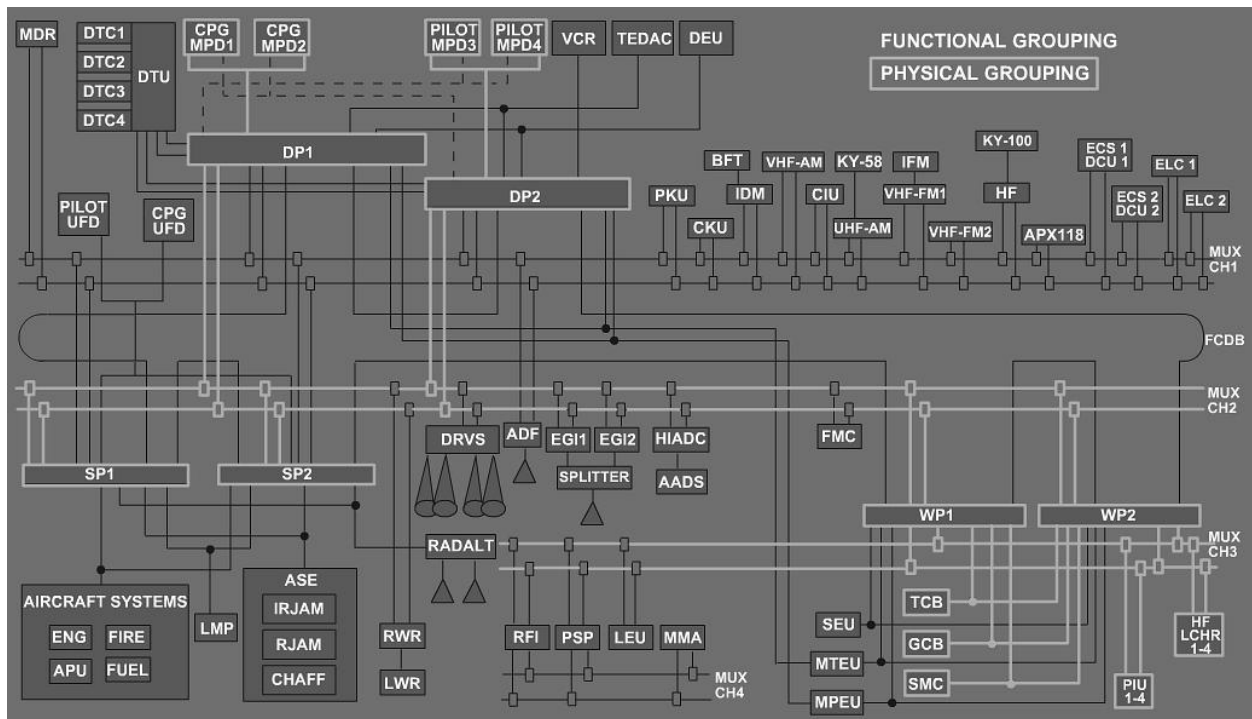 MDR
DTC1
DTC2
DTC3
DTC4
DTU
CPG
MPD1
CPG
MPD2
PILOT
MPD3
PILOT
MPD4
VCR
TEDAC
DEU
FUNCTIONAL GROUPING
PHYSICAL GROUPING
DP1
DP2
PILOT
UFD
CPG
UFD
PKU
CKU
BFT
IDM
VHF-AM
CIU
KY-58
UHF-AM
IFM
VHF-FM1
VHF-FM2
KY-100
HF
APX118
ECS 1
DCU 1
ECS 2
DCU 2
ELC 1
ELC 2
MUX
CH1
FCDB
MUX
CH2
DRVS
ADF
EGI1
EGI2
SPLITTER
HIADC
AADS
FMC
SP1
SP2
WP1
WP2
RADALT
MUX
CH3
AIRCRAFT SYSTEMS
ENG
FIRE
APU
FUEL
LMP
ASE
IRJAM
RJAM
CHAFF
RWR
LWR
RFI
PSP
LEU
MMA
MUX
CH4
SEU
MTEU
MPEU
TCB
GCB
SMC
PIU
1-4
HF
LCHR
1-4